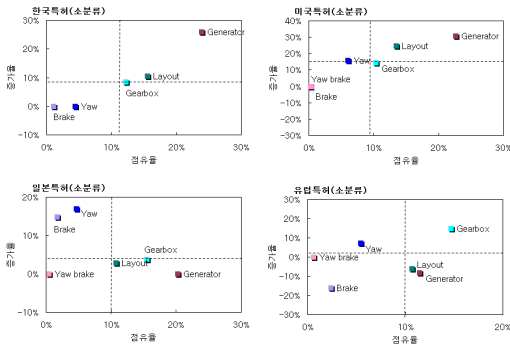 한국특허(소분류)
30%
20%
10%
0%
-10%
증가율
Generator
Layout
Gearbox
Brake
Yaw
0% 10% 20% 30%
점유율
미국특허(소분류)
40%
30%
20%
10%
0%
-10%
-20%
-30%
증가율
Generator
Layout
Yaw
Gearbox
Yaw brake
Brake
0% 10% 20% 30%
점유율
일본특허(소분류)
20%
10%
0%
-10%
증가율
Yaw
Brake
Gearbox
Layout
Yaw brake
Generator
0% 10% 20% 30%
점유율
유럽특허(소분류)
30%
20%
10%
0%
-10%
-20%
-30%
증가율
Gearbox
Yaw
Yaw brake
Layout
Generator
Brake
0% 10% 20%
점유율